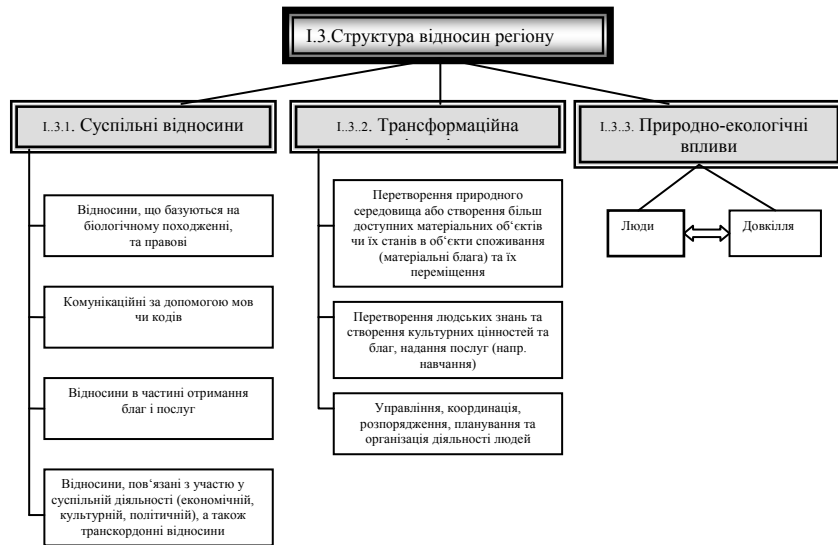 І.3.Структура відносин регіону
І..3.1. Суспільні відносини
І..3..2. Трансформаційна
І..3..3. Природно-екологічні
впливи
Відносини, що базуються на
біологічному походженні,
та правові
Комунікаційні за допомогою мов
чи кодів
Відносини в частині отримання
благ і послуг
Відносини, пов‘язані з участю у
суспільній діяльності (економічній,
культурній, політичній), а також
транскордонні відносини
Перетворення природного
середовища або створення більш
доступних матеріальних об‘єктів
чи їх станів в об‘єкти споживання
(матеріальні блага) та їх
переміщення
Перетворення людських знань та
створення культурних цінностей та
благ, надання послуг (напр.
навчання)
Управління, координація,
розпорядження, планування та
організація діяльності людей
Люди
Довкілля